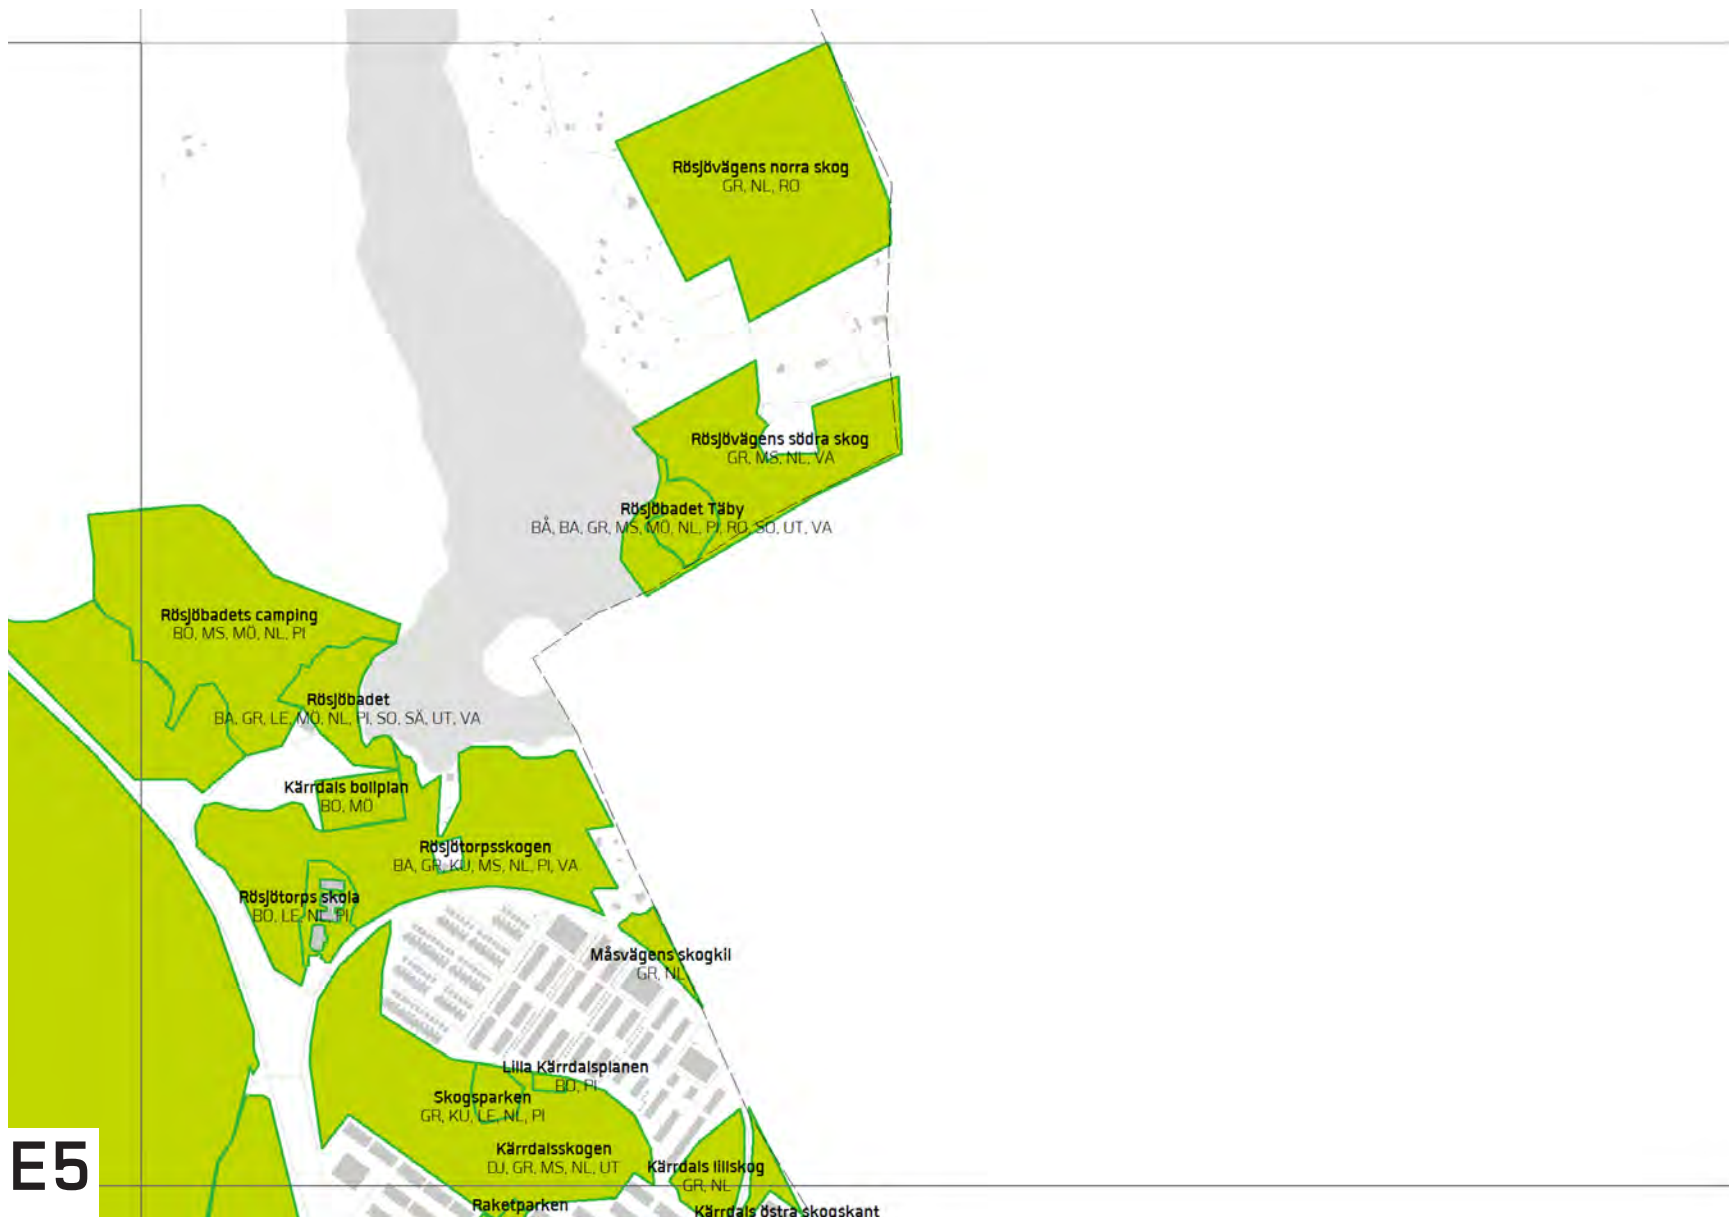 Rösjövägens norra skog
GR, NL, RO
Rösjövägens södra skog
GR, MS, NL, VA
Rösjöbadet Täby
BÅ, BA, GR, MS, MÖ, NL, PI, RO, SO, UT, VA
Rösjöbadets camping
BO, MS, MÖ, NL, PI
Rösjöbadet
BA, GR, LE, MÖ, NL, PI, SO, SÄ, UT, VA
Kärrdals bollplan
BO, MÖ
Rösjötorpsskogen
BA, GR, KU, MS, NL, PI, VA
Rösjötorps skola
BO, LE, NL, PI
Måsvägens skogkil
GR, NL
Lilla Kärrdalsplanen
BO, PI
Skogsparken
GR, KU, LE, NL, PI
Kärrdalsskogen
DJ, GR, MS, NL, UT
Kärrdals lillskog
GR, NL
E5
Raketparken
Kärrdals östra skogskant